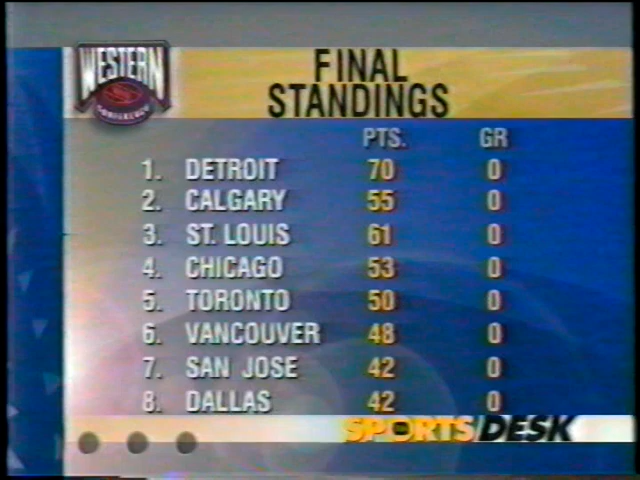 WESTERN
CONFERENCE
FINAL
STANDINGS
PTS. GR
1. DETROIT 70 0
2. CALGARY 55 0
3. ST. LOUIS 61 0
4. CHICAGO 53 0
5. TORONTO 50 0
6. VANCOUVER 48 0
7. SAN JOSE 42 0
8. DALLAS 42 0
SPORTSDESK